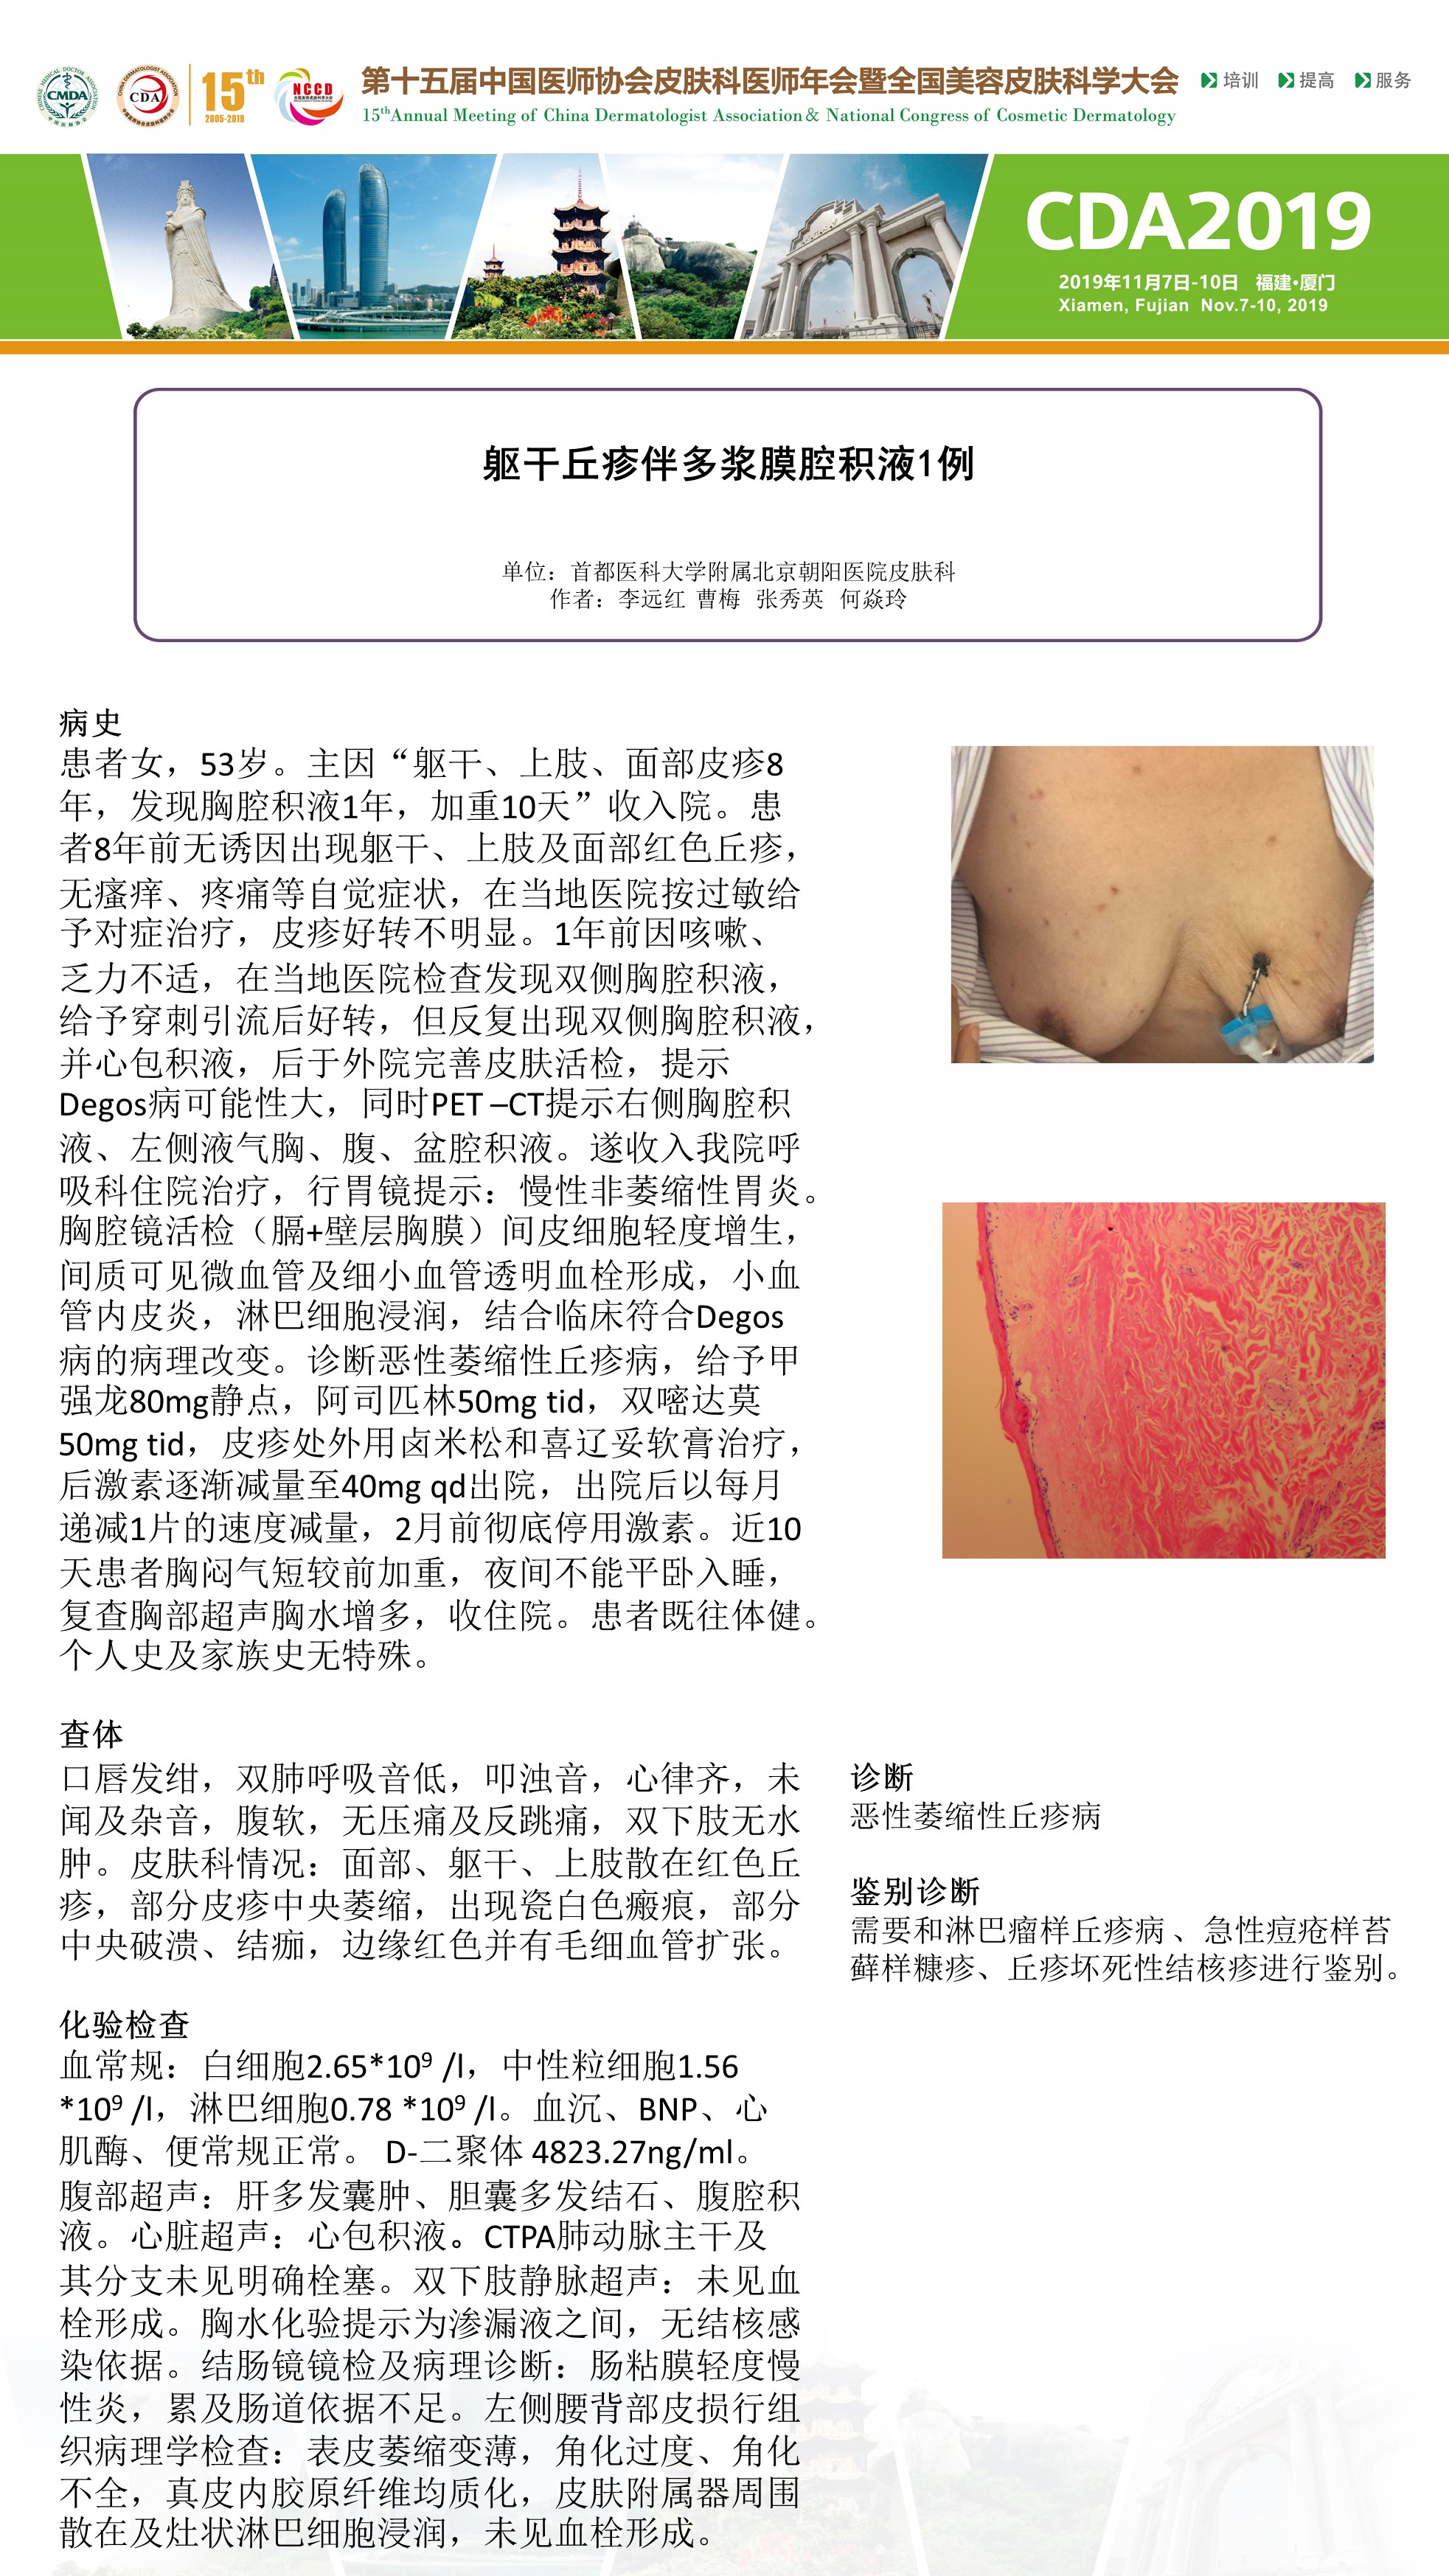 CMDA
CDA
15th
2005-2019
NCCD
第十五届中国医师协会皮肤科医师年会暨全国美容皮肤科学大会
15thAnnual Meeting of China Dermatologist Association& National Congress of Cosmetic Dermatology
培训 提高 服务
CDA2019
2019年11月7日-10日 福建·厦门
Xiamen, Fujian Nov.7-10, 2019
躯干丘疹伴多浆膜腔积液1例
单位：首都医科大学附属北京朝阳医院皮肤科
作者：李远红 曹梅 张秀英 何焱玲
病史
患者女，53岁。主因“躯干、上肢、面部皮疹8
年，发现胸腔积液1年，加重10天”收入院。患
者8年前无诱因出现躯干、上肢及面部红色丘疹，
无瘙痒、疼痛等自觉症状，在当地医院按过敏给
予对症治疗，皮疹好转不明显。1年前因咳嗽、
乏力不适，在当地医院检查发现双侧胸腔积液，
给予穿刺引流后好转，但反复出现双侧胸腔积液，
并心包积液，后于外院完善皮肤活检，提示
Degos病可能性大，同时PET –CT提示右侧胸腔积
液、左侧液气胸、腹、盆腔积液。遂收入我院呼
吸科住院治疗，行胃镜提示：慢性非萎缩性胃炎。
胸腔镜活检（膈+壁层胸膜）间皮细胞轻度增生，
间质可见微血管及细小血管透明血栓形成，小血
管内皮炎，淋巴细胞浸润，结合临床符合Degos
病的病理改变。诊断恶性萎缩性丘疹病，给予甲
强龙80mg静点，阿司匹林50mg tid，双嘧达莫
50mg tid，皮疹处外用卤米松和喜辽妥软膏治疗，
后激素逐渐减量至40mg qd出院，出院后以每月
递减1片的速度减量，2月前彻底停用激素。近10
天患者胸闷气短较前加重，夜间不能平卧入睡，
复查胸部超声胸水增多，收住院。患者既往体健。
个人史及家族史无特殊。
查体
口唇发绀，双肺呼吸音低，叩浊音，心律齐，未
闻及杂音，腹软，无压痛及反跳痛，双下肢无水
肿。皮肤科情况：面部、躯干、上肢散在红色丘
疹，部分皮疹中央萎缩，出现瓷白色瘢痕，部分
中央破溃、结痂，边缘红色并有毛细血管扩张。
化验检查
血常规：白细胞2.65*10⁹ /l，中性粒细胞1.56
*10⁹ /l，淋巴细胞0.78 *10⁹ /l。血沉、BNP、心
肌酶、便常规正常。 D-二聚体 4823.27ng/ml。
腹部超声：肝多发囊肿、胆囊多发结石、腹腔积
液。心脏超声：心包积液。CTPA肺动脉主干及
其分支未见明确栓塞。双下肢静脉超声：未见血
栓形成。胸水化验提示为渗漏液之间，无结核感
染依据。结肠镜镜检及病理诊断：肠粘膜轻度慢
性炎，累及肠道依据不足。左侧腰背部皮损行组
织病理学检查：表皮萎缩变薄，角化过度、角化
不全，真皮内胶原纤维均质化，皮肤附属器周围
散在及灶状淋巴细胞浸润，未见血栓形成。
诊断
恶性萎缩性丘疹病
鉴别诊断
需要和淋巴瘤样丘疹病 、急性痘疮样苔
藓样糠疹、丘疹坏死性结核疹进行鉴别。